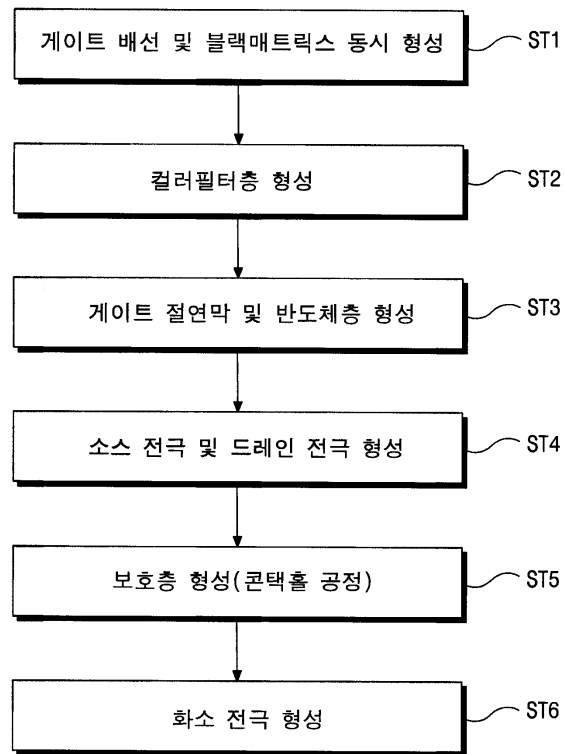 게이트 배선 및 블랙매트릭스 동시 형성 ST1
컬러필터층 형성 ST2
게이트 절연막 및 반도체층 형성 ST3
소스 전극 및 드레인 전극 형성 ST4
보호층 형성(콘택홀 공정) ST5
화소 전극 형성 ST6